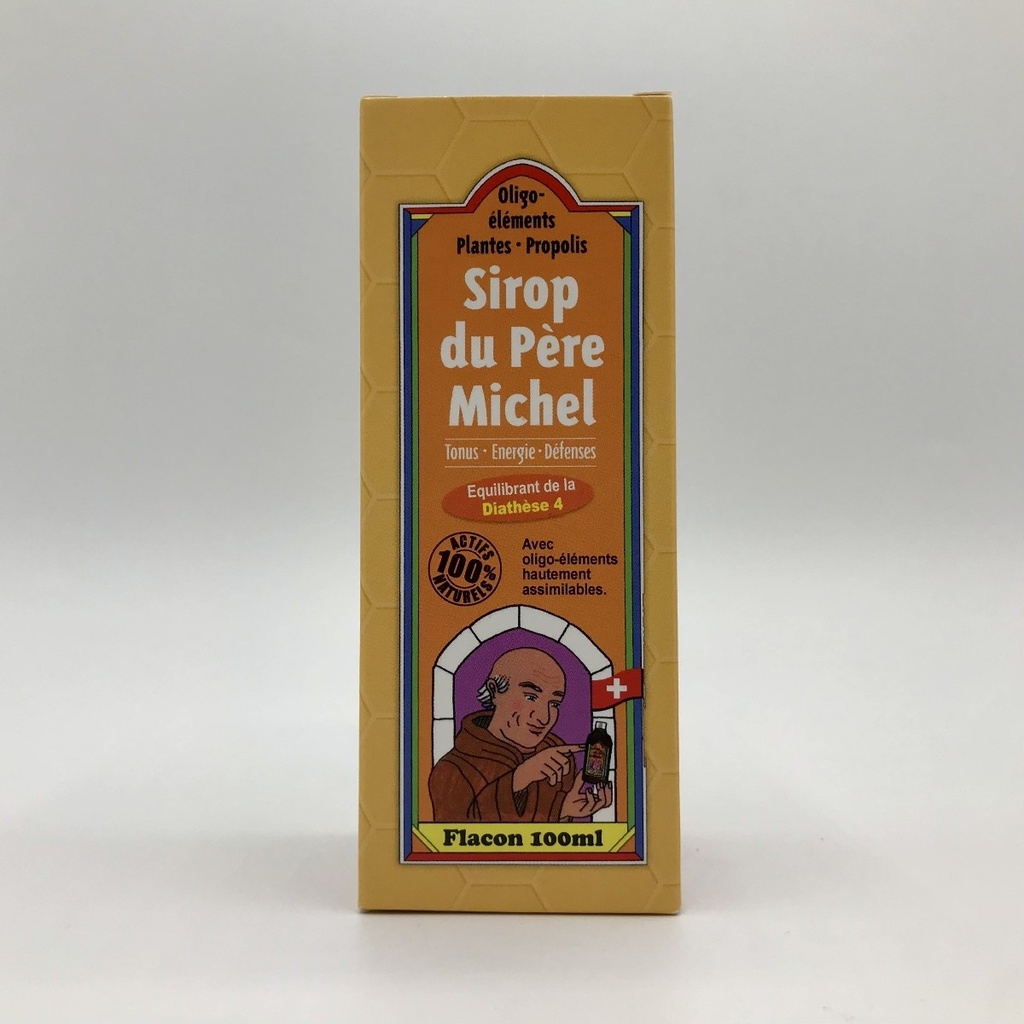 Oligo-
éléments
Plantes · Propolis
Sirop
du Père
Michel
Tonus · Energie · Défenses
Equilibrant de la
Diathèse 4
ACTIFS
100%
NATURELS
Avec
oligo-éléments
hautement
assimilables.
Flacon 100ml